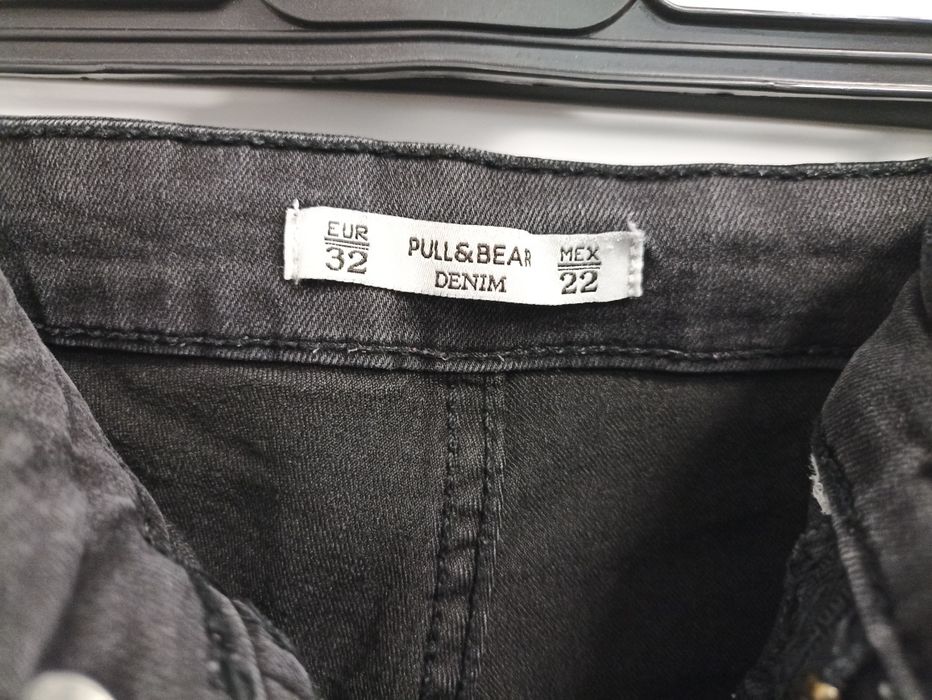 EUR
32
PULL&BEAR
DENIM
MEX
22